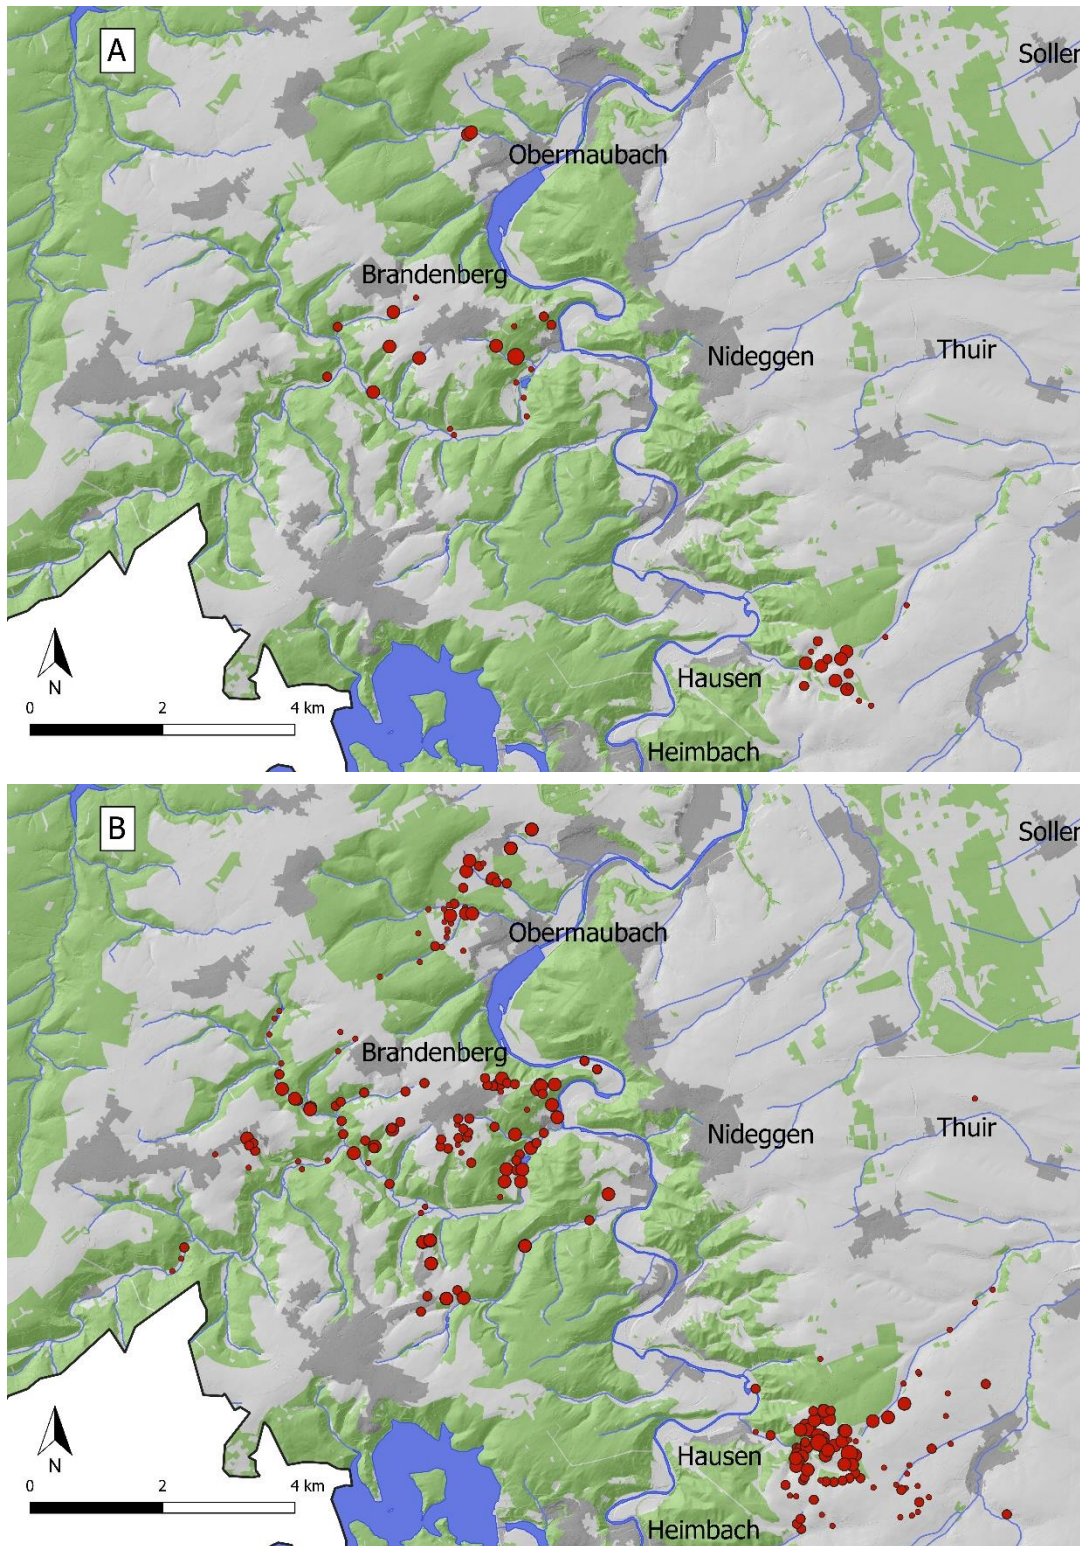 A
Soller
Obermaubach
Brandenberg
Nideggen
Thuir
Hausen
Heimbach
N
0 2 4 km
B
Soller
Obermaubach
Brandenberg
Nideggen
Thuir
Hausen
Heimbach
N
0 2 4 km